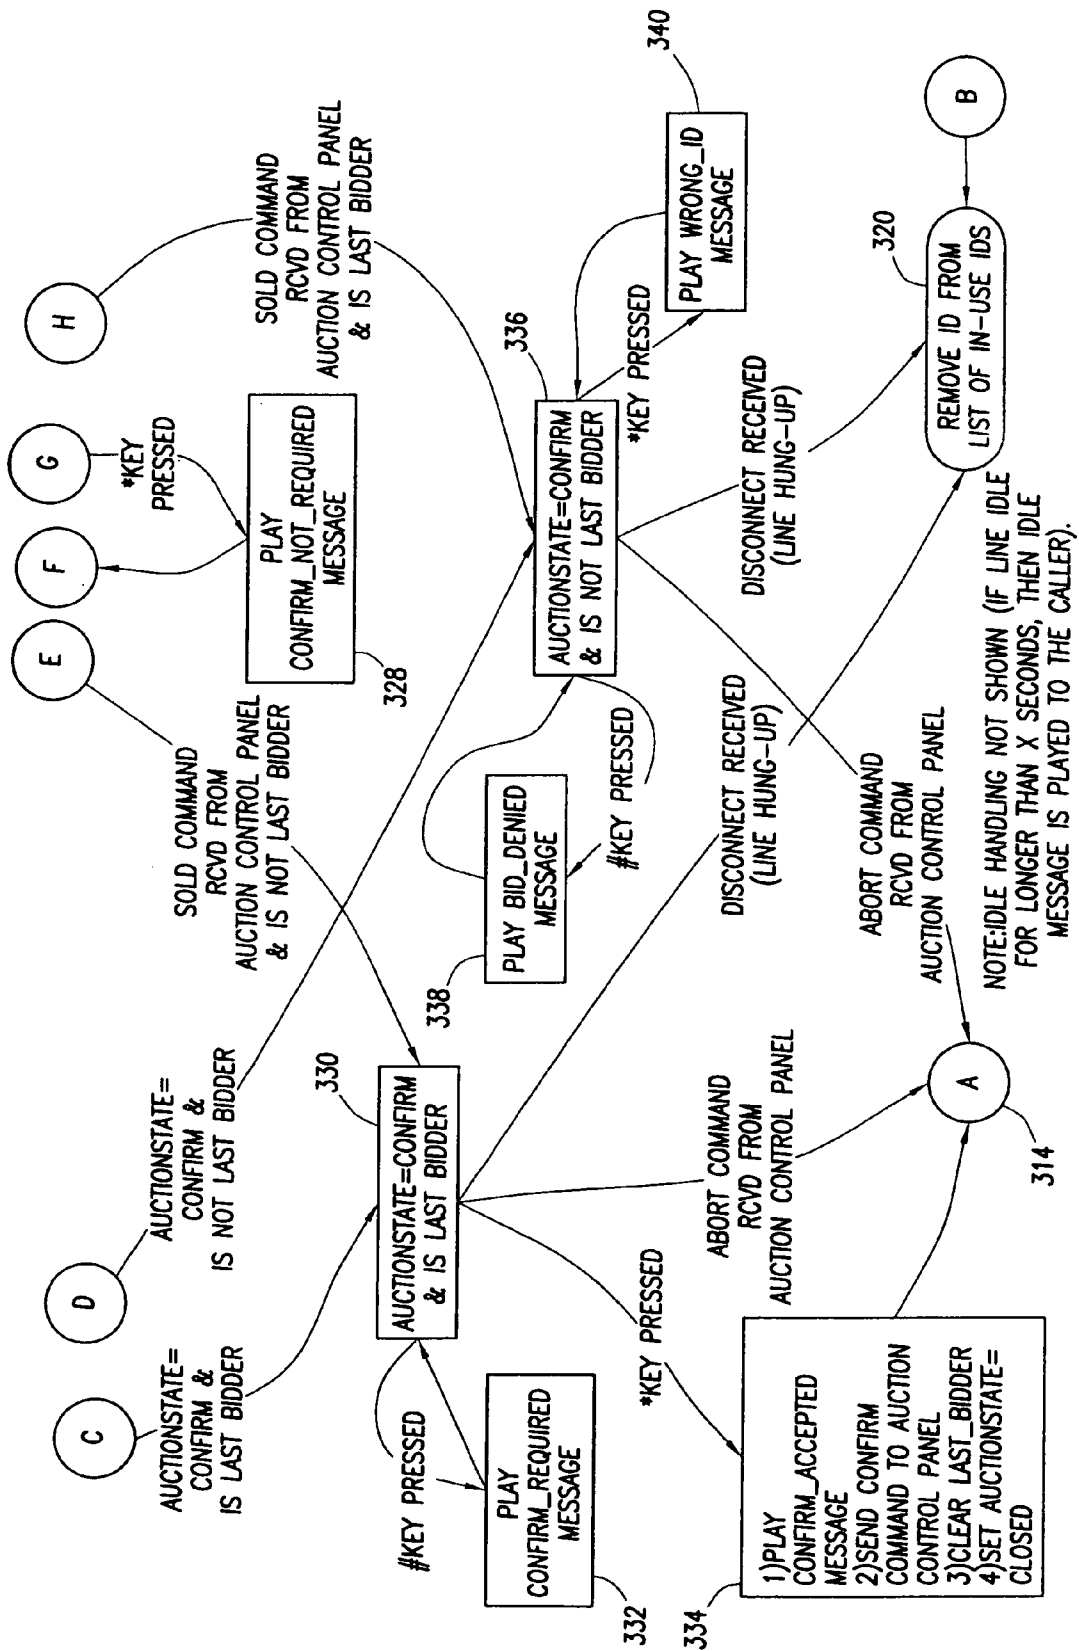 C
D
E
F
G
H
AUCTIONSTATE=
CONFIRM &
IS LAST BIDDER
AUCTIONSTATE=
CONFIRM &
IS NOT LAST BIDDER
SOLD COMMAND
RCVD FROM
AUCTION CONTROL PANEL
& IS NOT LAST BIDDER
*KEY
PRESSED
PLAY
CONFIRM_NOT_REQUIRED
MESSAGE
328
SOLD COMMAND
RCVD FROM
AUCTION CONTROL PANEL
& IS LAST BIDDER
330
AUCTIONSTATE=CONFIRM
& IS LAST BIDDER
#KEY PRESSED
PLAY
CONFIRM_REQUIRED
MESSAGE
332
338
PLAY BID_DENIED
MESSAGE
#KEY PRESSED
336
AUCTIONSTATE=CONFIRM
& IS NOT LAST BIDDER
*KEY PRESSED
340
PLAY WRONG_ID
MESSAGE
*KEY PRESSED
334
1)PLAY
CONFIRM_ACCEPTED
MESSAGE
2)SEND CONFIRM
COMMAND TO AUCTION
CONTROL PANEL
3)CLEAR LAST_BIDDER
4)SET AUCTIONSTATE=
CLOSED
ABORT COMMAND
RCVD FROM
AUCTION CONTROL PANEL
DISCONNECT RECEIVED
(LINE HUNG-UP)
DISCONNECT RECEIVED
(LINE HUNG-UP)
ABORT COMMAND
RCVD FROM
AUCTION CONTROL PANEL
A
314
320
REMOVE ID FROM
LIST OF IN-USE IDS
B
NOTE:IDLE HANDLING NOT SHOWN (IF LINE IDLE
FOR LONGER THAN X SECONDS, THEN IDLE
MESSAGE IS PLAYED TO THE CALLER).